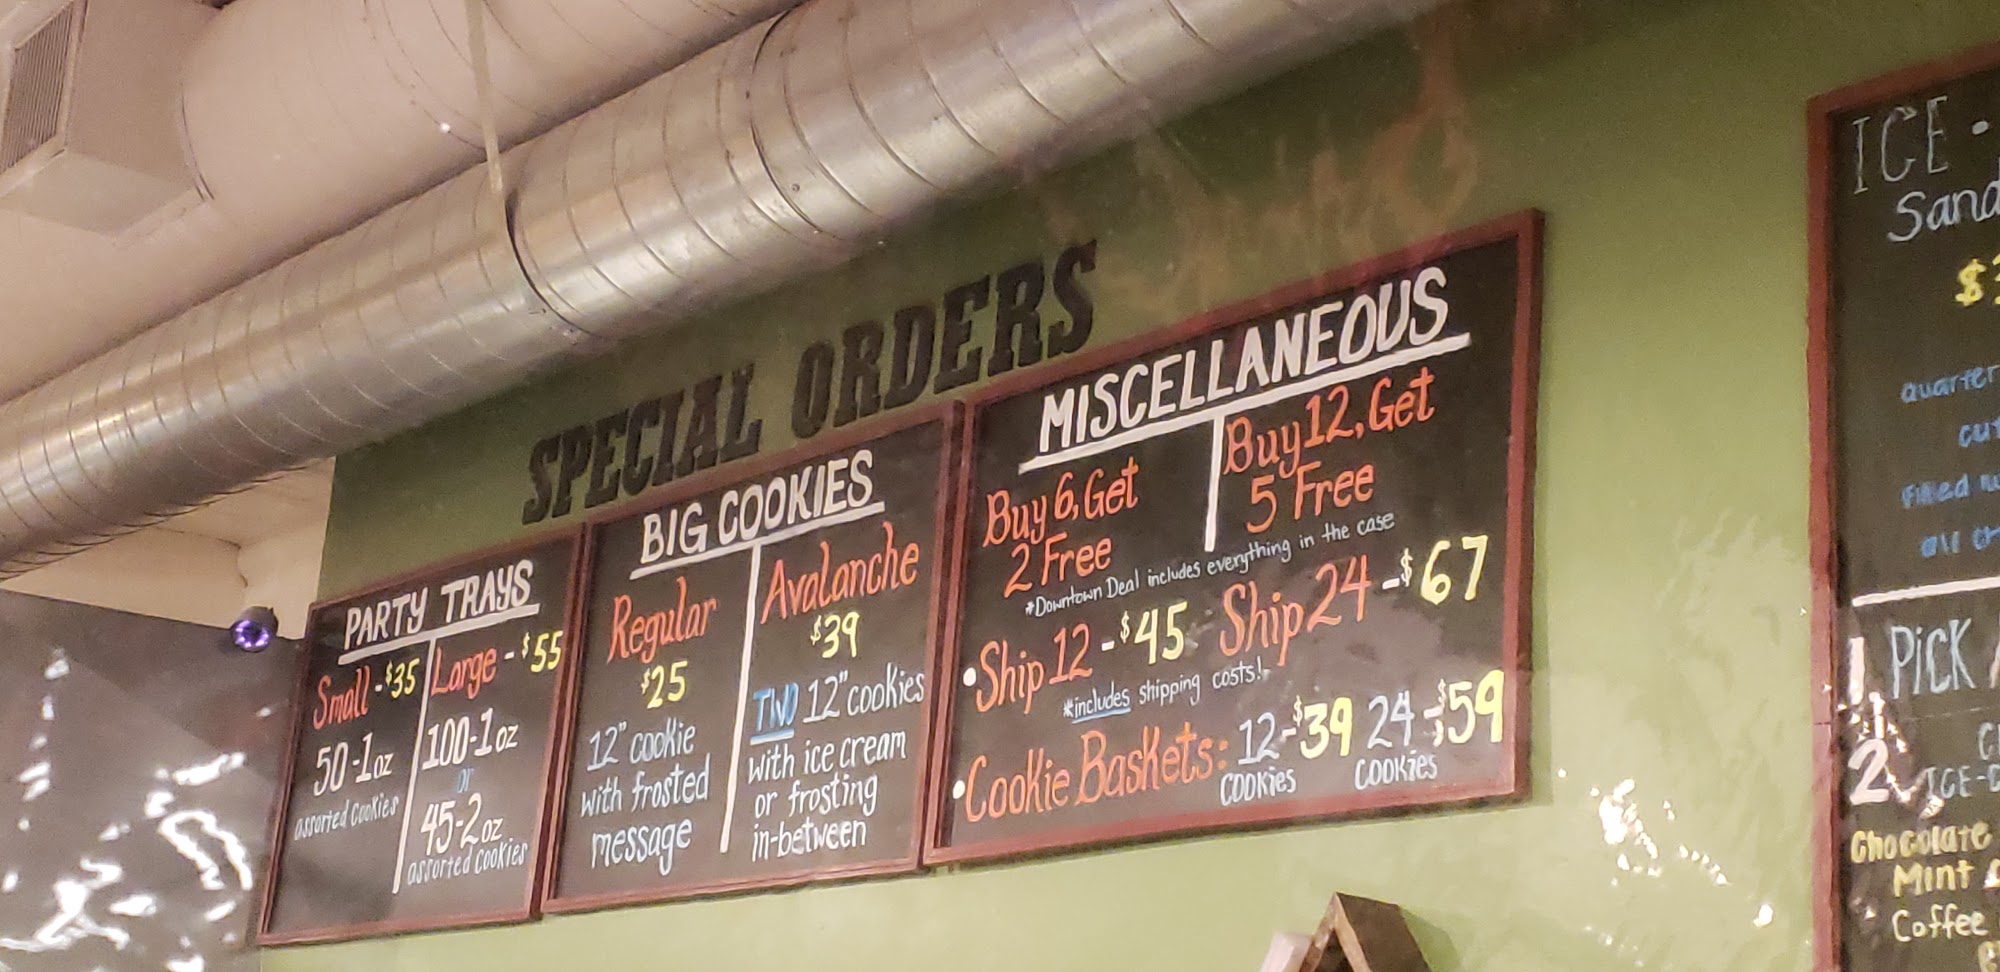 SPECIAL ORDERS
PARTY TRAYS
Small - $35
50 - 1oz
assorted cookies
Large - $55
100 - 1oz
or
45 - 2oz
assorted cookies
BIG COOKIES
Regular
$25
12" cookie
with frosted
message
Avalanche
$39
TWO 12" cookies
with ice cream
or frosting
in-between
MISCELLANEOUS
Buy 6, Get
2 Free
Buy 12, Get
5 Free
*Downtown Deal includes everything in the case
•Ship 12 - $45 Ship 24 - $67
*includes shipping costs!
•Cookie Baskets: 12 - $39 24 - $59
cookies cookies
ICE
quarter
1. PICK
2.
Chocolate
Mint
Coffee